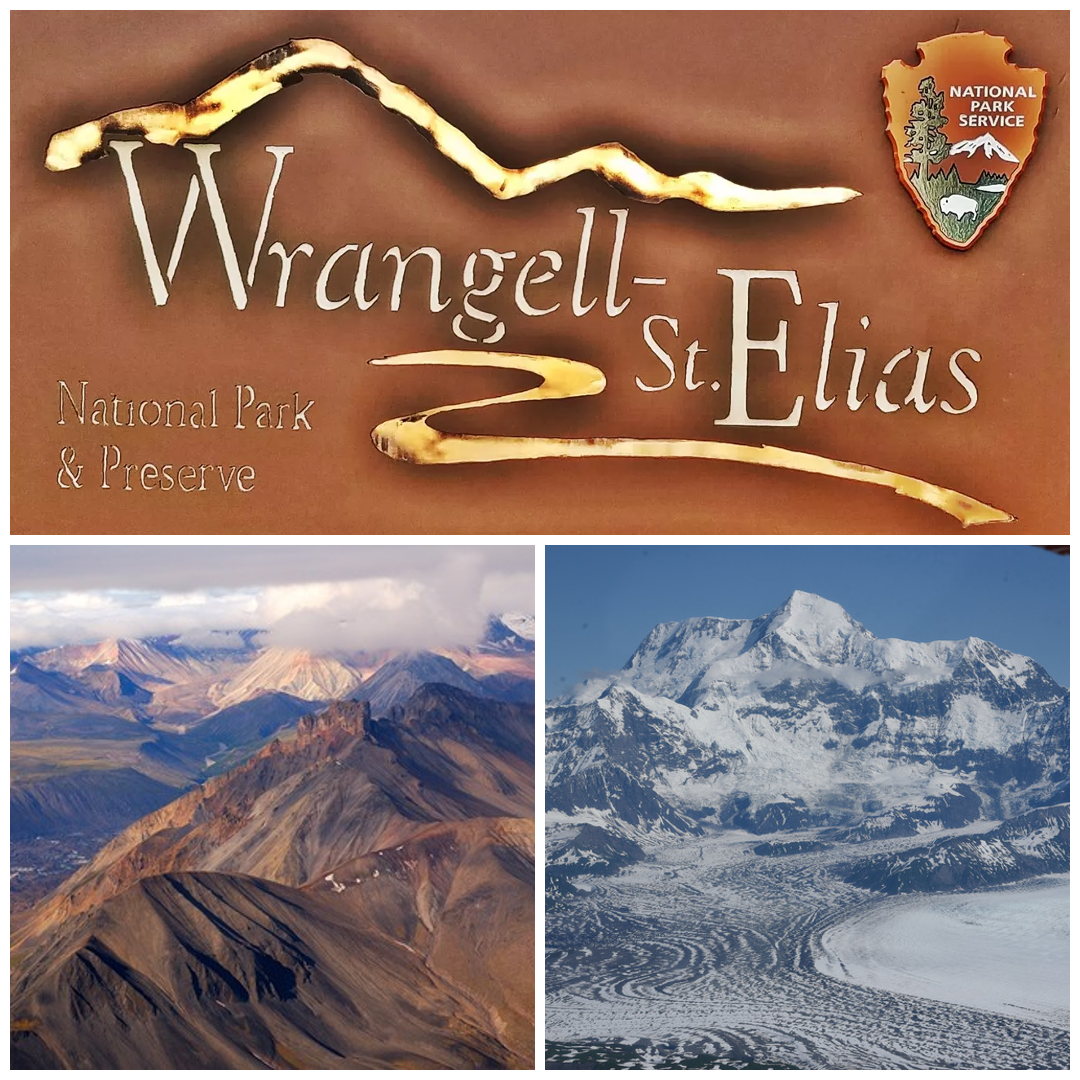 NATIONAL
PARK
SERVICE
Wrangell-
St. Elias
National Park
& Preserve